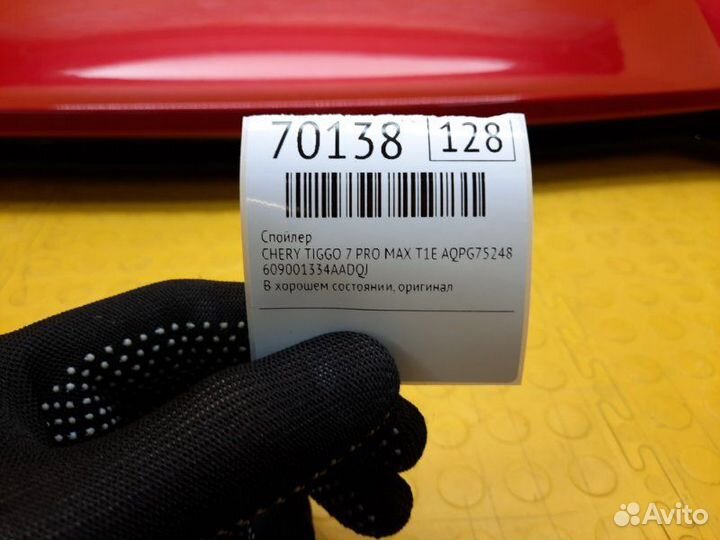 70138 128
Спойлер
CHERY TIGGO 7 PRO MAX T1E AQPG75248
609001334AADQJ
В хорошем состоянии, оригинал
Avito